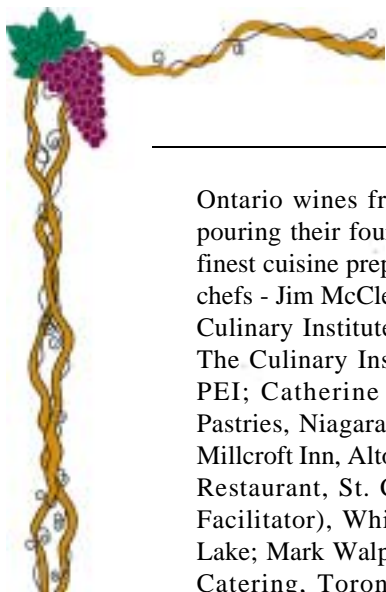 Ontario wines fr
pouring their fou
finest cuisine prep
chefs - Jim McCle
Culinary Institute
The Culinary Ins
PEI; Catherine
Pastries, Niagara
Millcroft Inn, Alto
Restaurant, St. C
Facilitator), Whi
Lake; Mark Walp
Catering, Toron